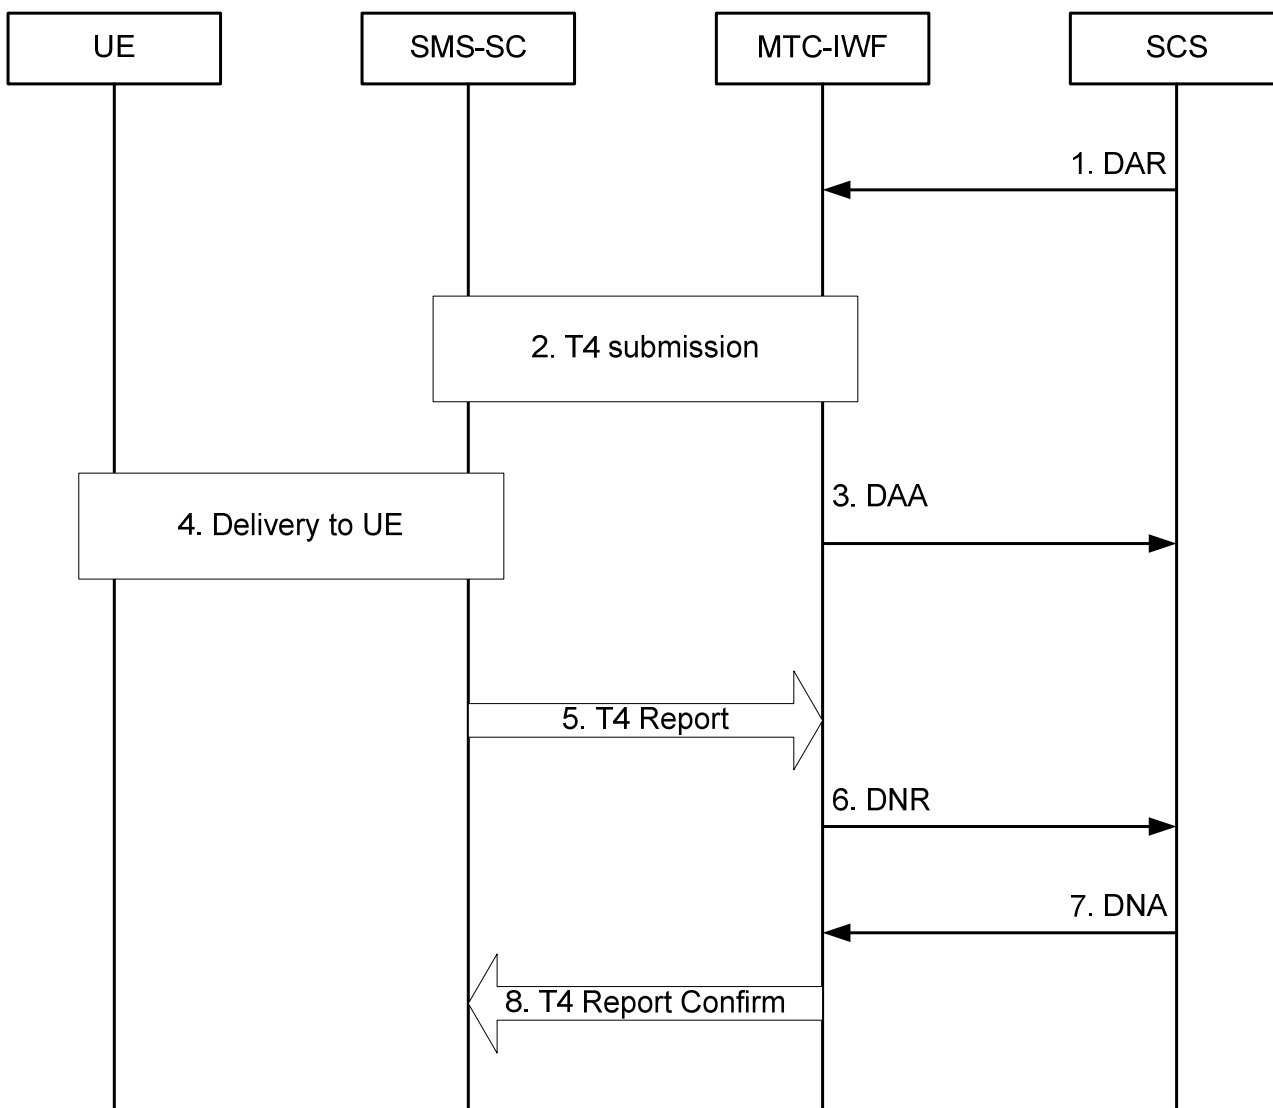 UE
SMS-SC
MTC-IWF
SCS
1. DAR
2. T4 submission
3. DAA
4. Delivery to UE
5. T4 Report
6. DNR
7. DNA
8. T4 Report Confirm